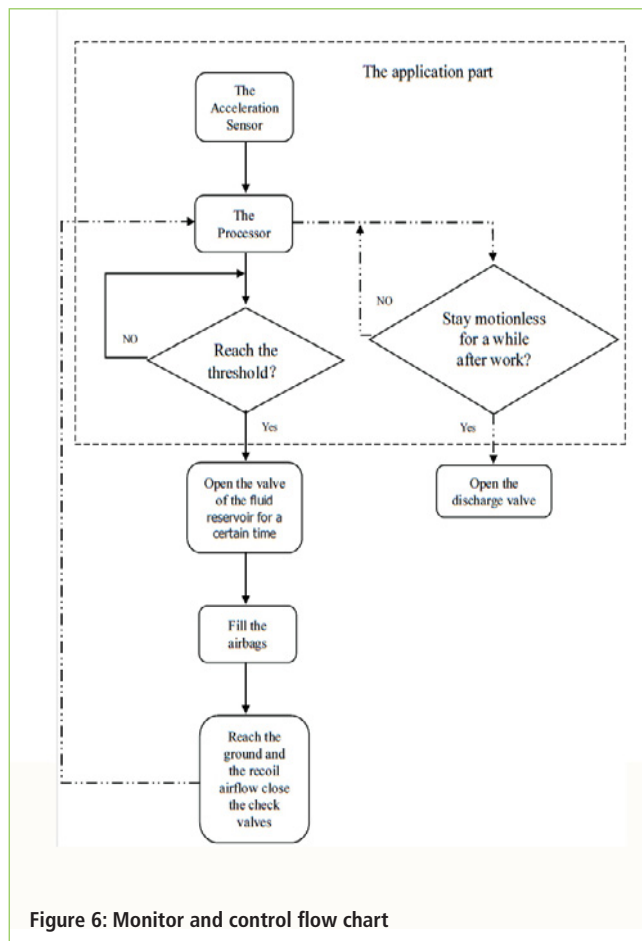 The application part
The
Acceleration
Sensor
The
Processor
NO
Reach the
threshold?
Yes
NO
Stay motionless
for a while
after work?
Yes
Open the valve
of the fluid
reservoir for a
certain time
Open the
discharge valve
Fill the
airbags
Reach the
ground and
the recoil
airflow close
the check
valves
Figure 6: Monitor and control flow chart